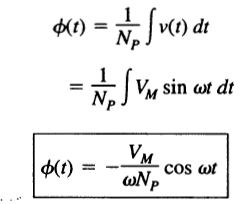 ϕ(t) = 1/N_P ∫ v(t) dt
= 1/N_P ∫ V_M sin ωt dt
ϕ(t) = − V_M/ωN_P cos ωt